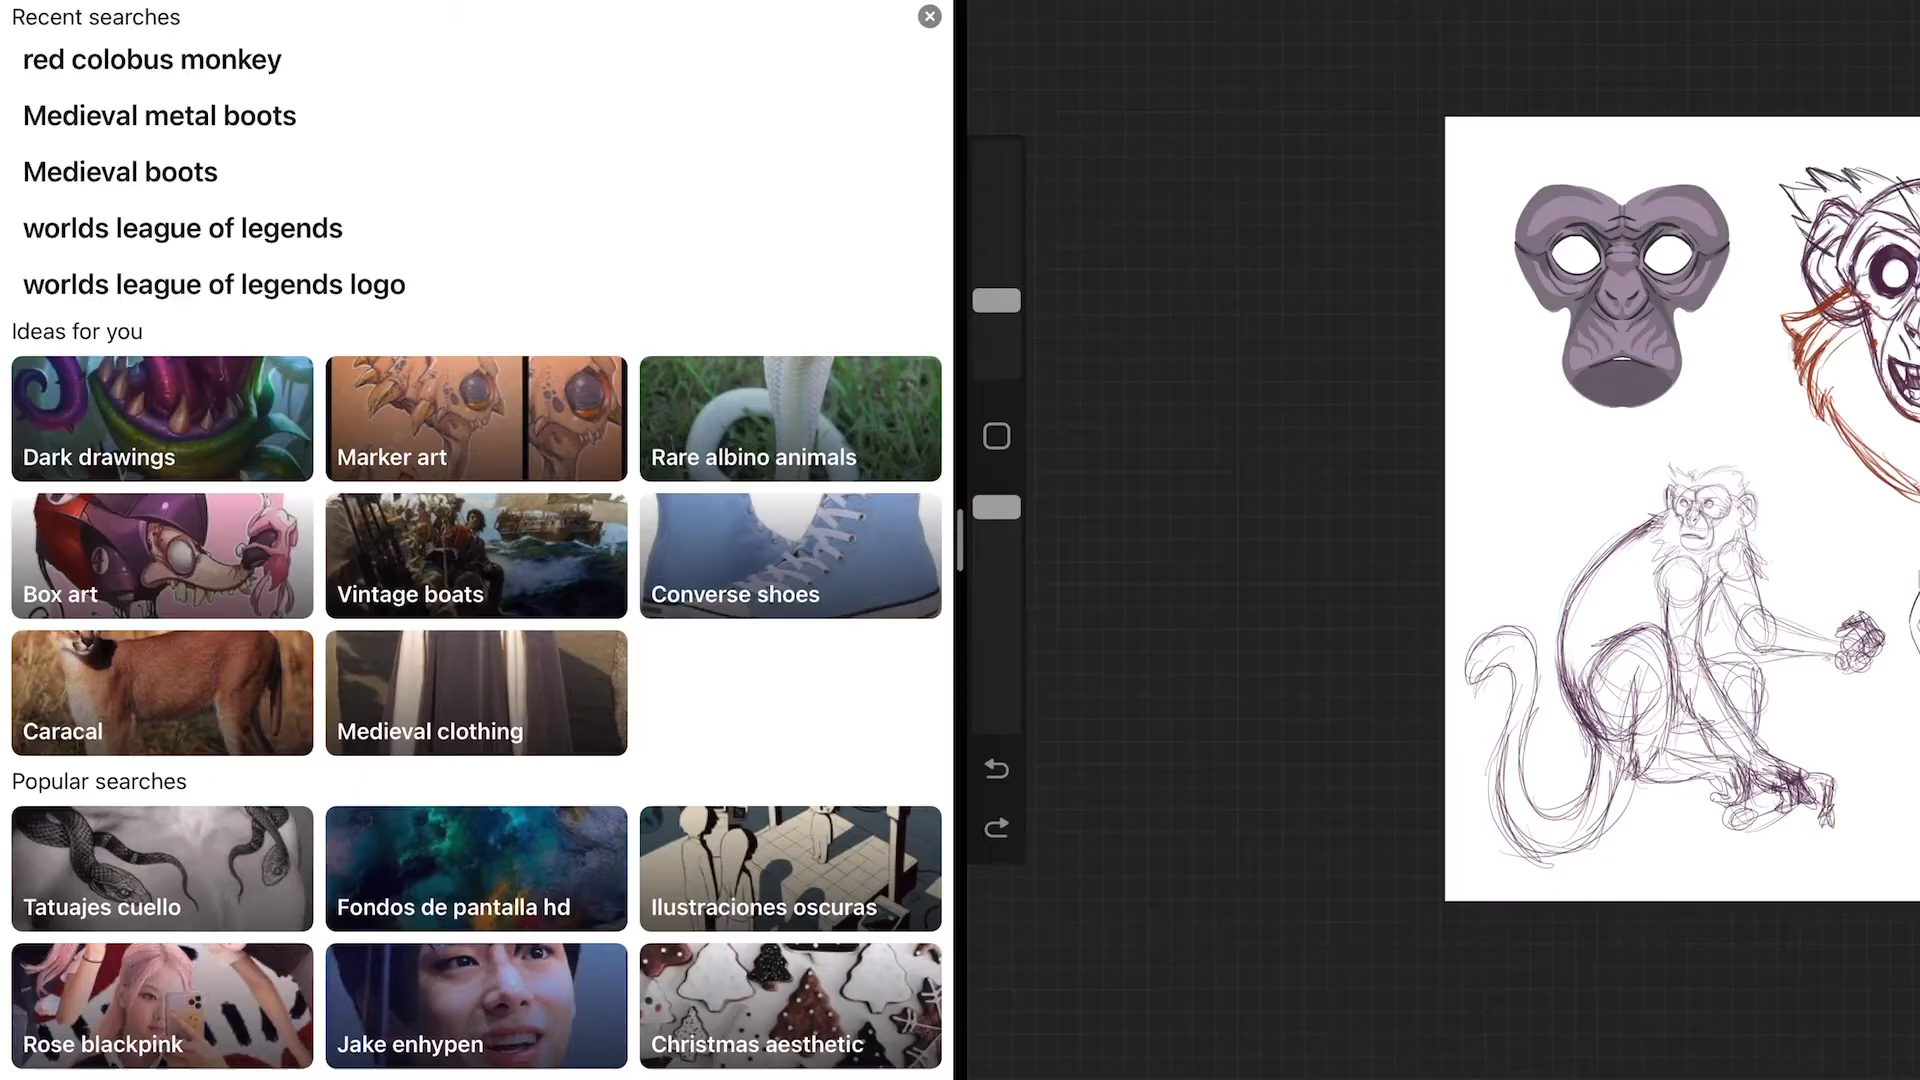 Recent searches
red colobus monkey
Medieval metal boots
Medieval boots
worlds league of legends
worlds league of legends logo
Ideas for you
Dark drawings
Marker art
Rare albino animals
Box art
Vintage boats
Converse shoes
Caracal
Medieval clothing
Popular searches
Tatuajes cuello
Fondos de pantalla hd
Ilustraciones oscuras
Rose blackpink
Jake enhypen
Christmas aesthetic